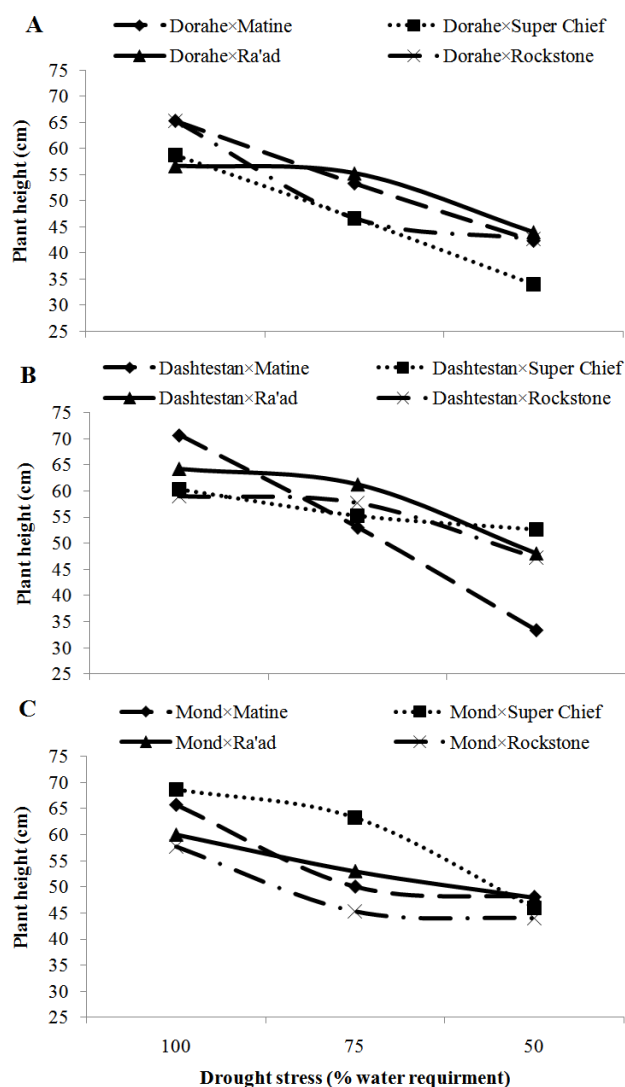 A
Dorahe×Matine Dorahe×Super Chief
Dorahe×Ra'ad Dorahe×Rockstone
75
70
65
60
55
50
45
40
35
30
25
Plant height (cm)
B
Dashtestan×Matine Dashtestan×Super Chief
Dashtestan×Ra'ad Dashtestan×Rockstone
75
70
65
60
55
50
45
40
35
30
25
Plant height (cm)
C
Mond×Matine Mond×Super Chief
Mond×Ra'ad Mond×Rockstone
75
70
65
60
55
50
45
40
35
30
25
Plant height (cm)
100 75 50
Drought stress (% water requirment)